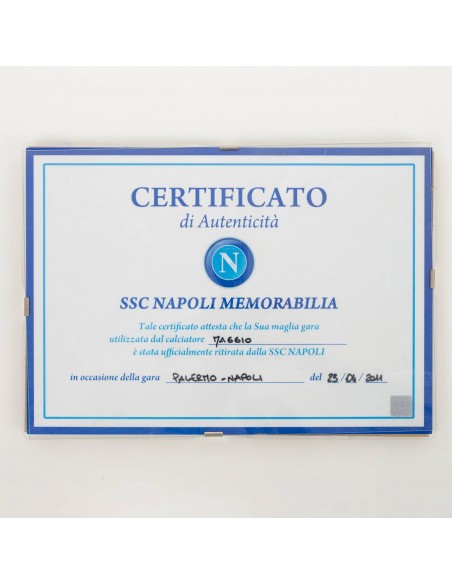 CERTIFICATO
di Autenticità
N
SSC NAPOLI MEMORABILIA
Tale certificato attesta che la Sua maglia gara
utilizzata dal calciatore MAGGIO
è stata ufficialmente ritirata dalla SSC NAPOLI
in occasione della gara PALERMO - NAPOLI del 23/04/2011